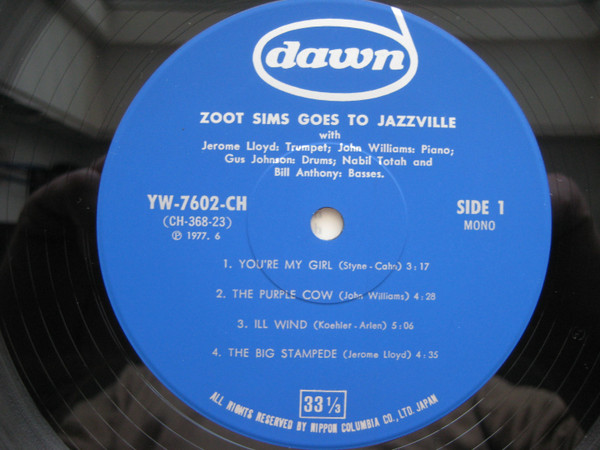 dawn
ZOOT SIMS GOES TO JAZZVILLE
with
Jerome Lloyd: Trumpet; John Williams: Piano;
Gus Johnson: Drums; Nabil Totah and
Bill Anthony: Basses.
YW-7602-CH
(CH-368-23)
℗ 1977. 6
SIDE 1
MONO
1. YOU'RE MY GIRL (Styne - Cahn) 3 : 17
2. THE PURPLE COW (John Williams) 4 : 28
3. ILL WIND (Koehler - Arlen) 5 : 06
4. THE BIG STAMPEDE (Jerome Lloyd) 4 : 35
33 1/3
ALL RIGHTS RESERVED BY NIPPON COLUMBIA CO., LTD. JAPAN